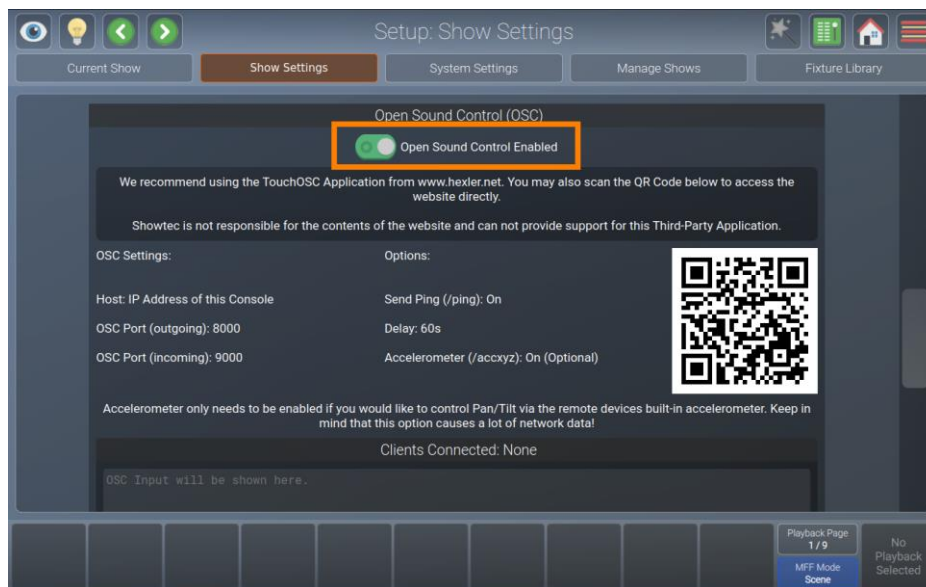 Setup: Show Settings
Current Show
Show Settings
System Settings
Manage Shows
Fixture Library
Open Sound Control (OSC)
Open Sound Control Enabled
We recommend using the TouchOSC Application from www.hexler.net. You may also scan the QR Code below to access the
website directly.
Showtec is not responsible for the contents of the website and can not provide support for this Third-Party Application.
OSC Settings:
Options:
Host: IP Address of this Console
Send Ping (/ping): On
OSC Port (outgoing): 8000
Delay: 60s
OSC Port (incoming): 9000
Accelerometer (/accxyz): On (Optional)
Accelerometer only needs to be enabled if you would like to control Pan/Tilt via the remote devices built-in accelerometer. Keep in
mind that this option causes a lot of network data!
Clients Connected: None
OSC Input will be shown here.
Playback Page
1 / 9
MFF Mode
Scene
No
Playback
Selected